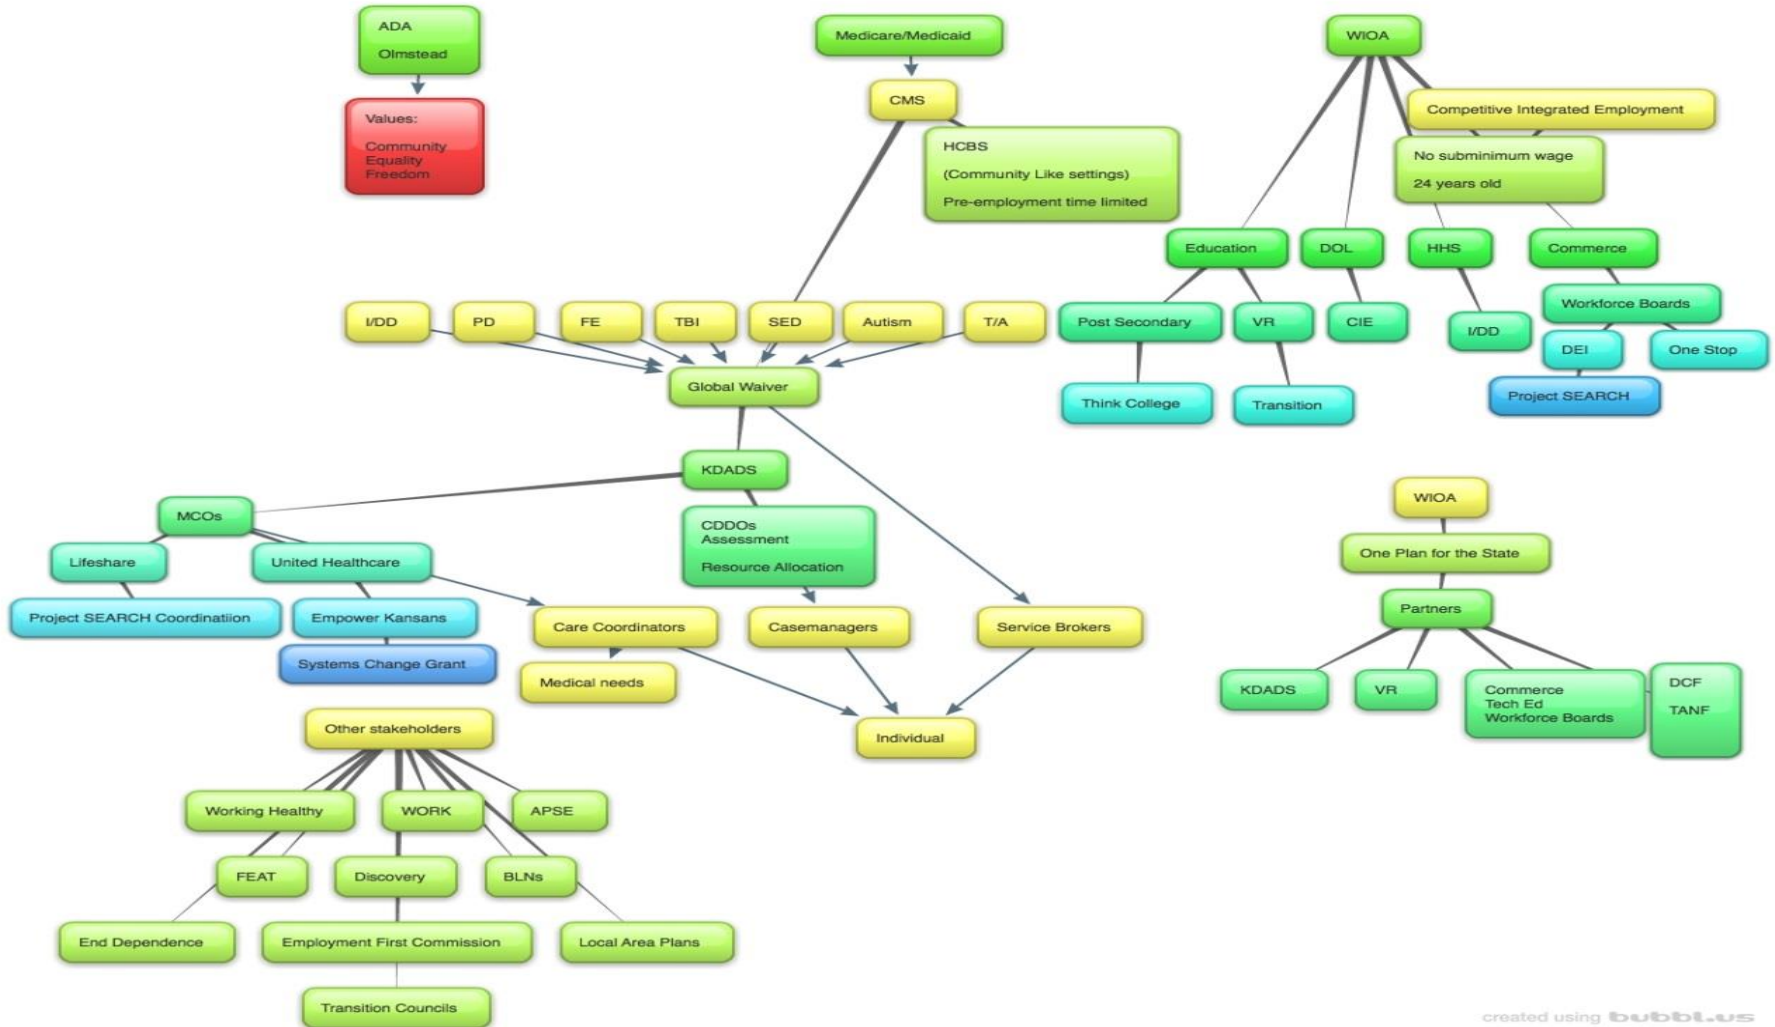 ADA
Olmstead
Values:
Community
Equality
Freedom
Medicare/Medicaid
CMS
HCBS
(Community Like settings)
Pre-employment time limited
WIOA
Competitive Integrated Employment
No subminimum wage
24 years old
Education
DOL
HHS
Commerce
Post Secondary
VR
CIE
I/DD
Workforce Boards
DEI
One Stop
Think College
Transition
Project SEARCH
I/DD
PD
FE
TBI
SED
Autism
T/A
Global Waiver
KDADS
MCOs
CDDOs
Assessment
Resource Allocation
Lifeshare
United Healthcare
Project SEARCH Coordinatiion
Empower Kansans
Systems Change Grant
Care Coordinators
Casemanagers
Service Brokers
Medical needs
Individual
WIOA
One Plan for the State
Partners
KDADS
VR
Commerce
Tech Ed
Workforce Boards
DCF
TANF
Other stakeholders
Working Healthy
WORK
APSE
FEAT
Discovery
BLNs
End Dependence
Employment First Commission
Local Area Plans
Transition Councils
created using bubbl.us